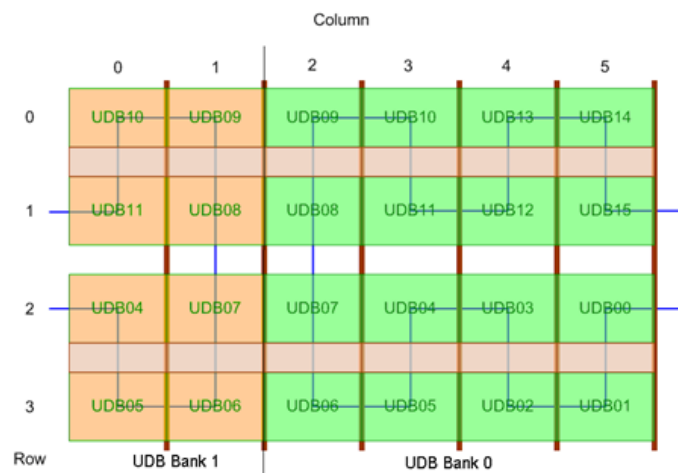 Column
0 1 2 3 4 5
0 UDB10 UDB09 UDB09 UDB10 UDB13 UDB14
1 UDB11 UDB08 UDB08 UDB11 UDB12 UDB15
2 UDB04 UDB07 UDB07 UDB04 UDB03 UDB00
3 UDB05 UDB06 UDB06 UDB05 UDB02 UDB01
Row UDB Bank 1 UDB Bank 0